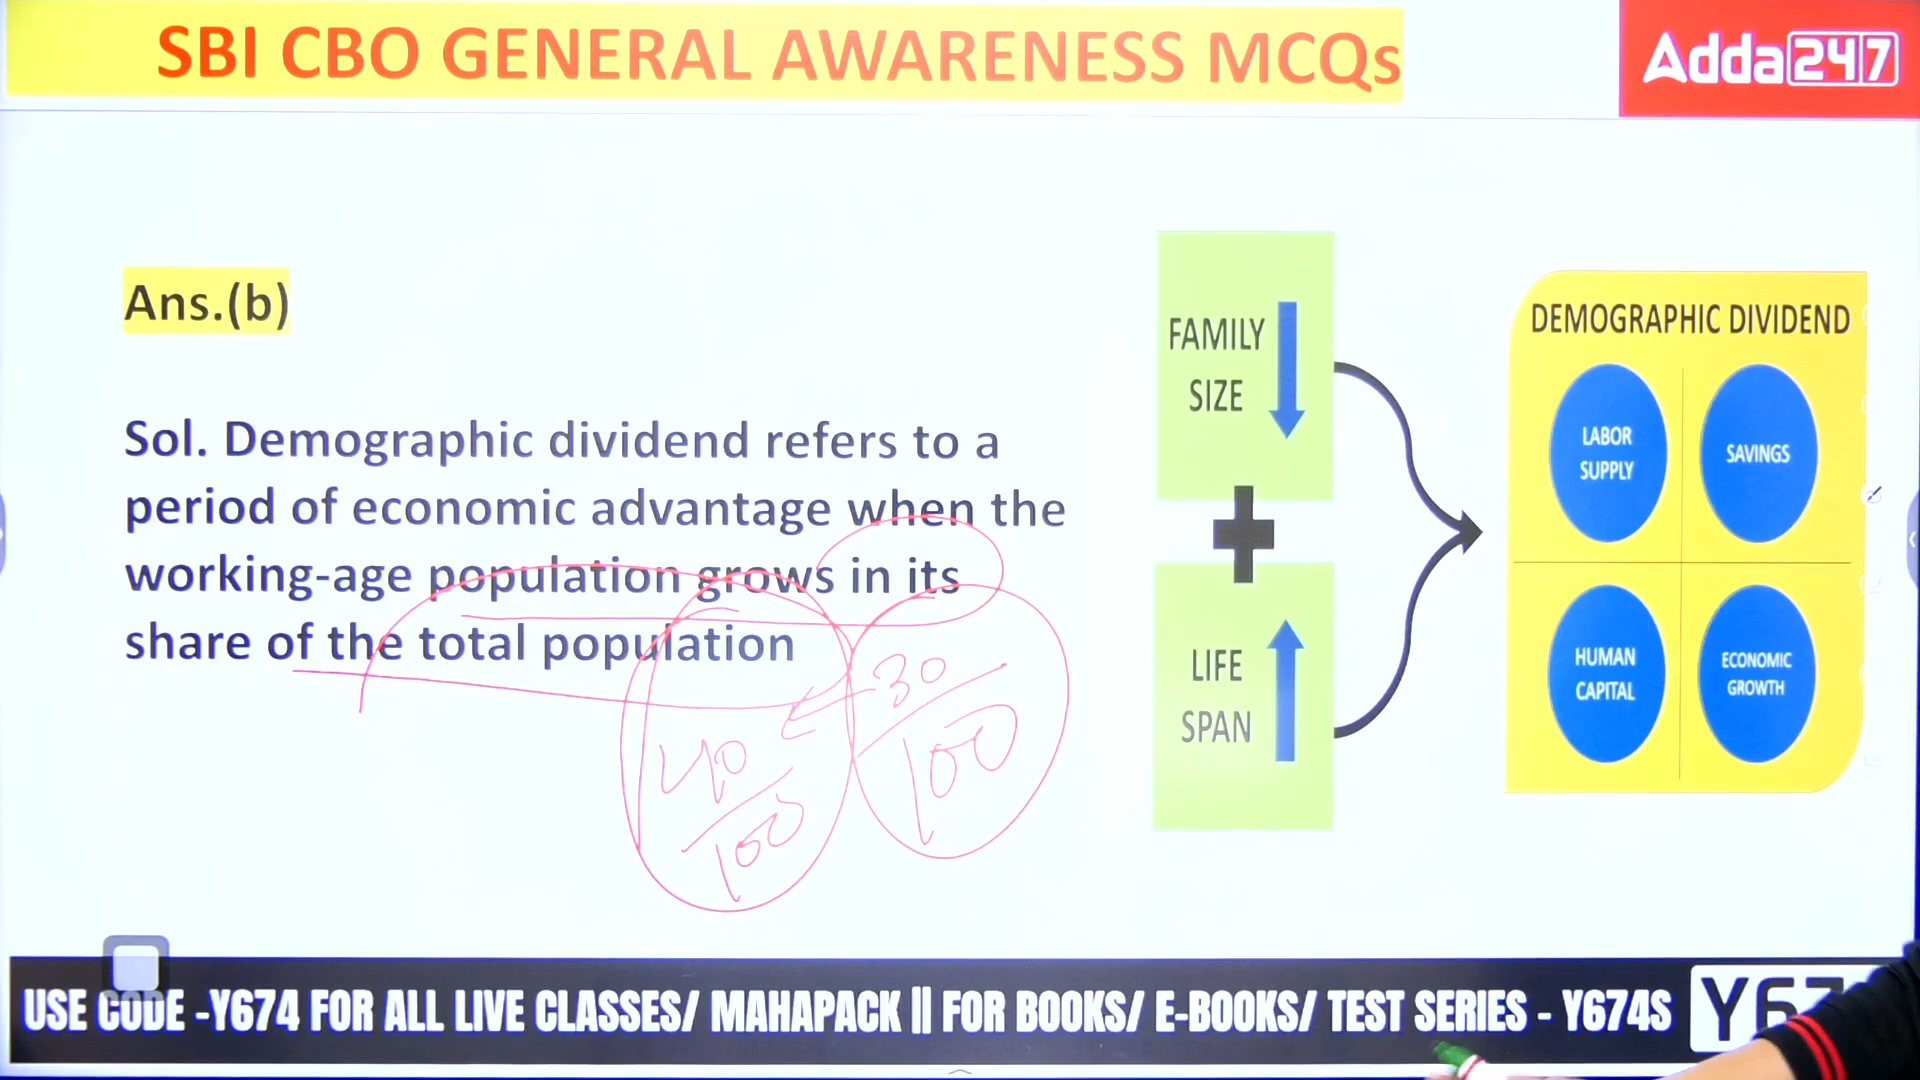 SBI CBO GENERAL AWARENESS MCQs
Adda247
Ans.(b)
Sol. Demographic dividend refers to a
period of economic advantage when the
working-age population grows in its
share of the total population
30
100
40
100
FAMILY
SIZE
LIFE
SPAN
DEMOGRAPHIC DIVIDEND
LABOR
SUPPLY
SAVINGS
HUMAN
CAPITAL
ECONOMIC
GROWTH
USE CODE -Y674 FOR ALL LIVE CLASSES/ MAHAPACK || FOR BOOKS/ E-BOOKS/ TEST SERIES - Y674S